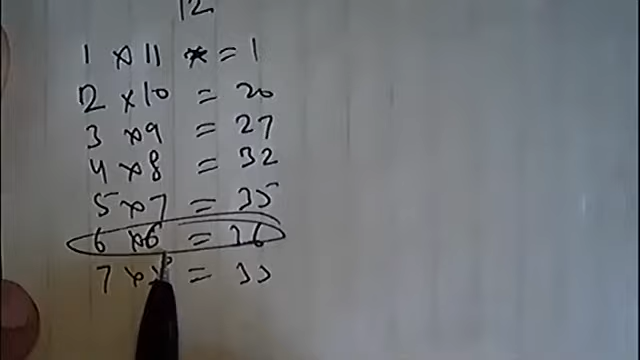 12
1 × 11 = 1
2 × 10 = 20
3 × 9 = 27
4 × 8 = 32
5 × 7 = 35
6 × 6 = 36
7 × = 35